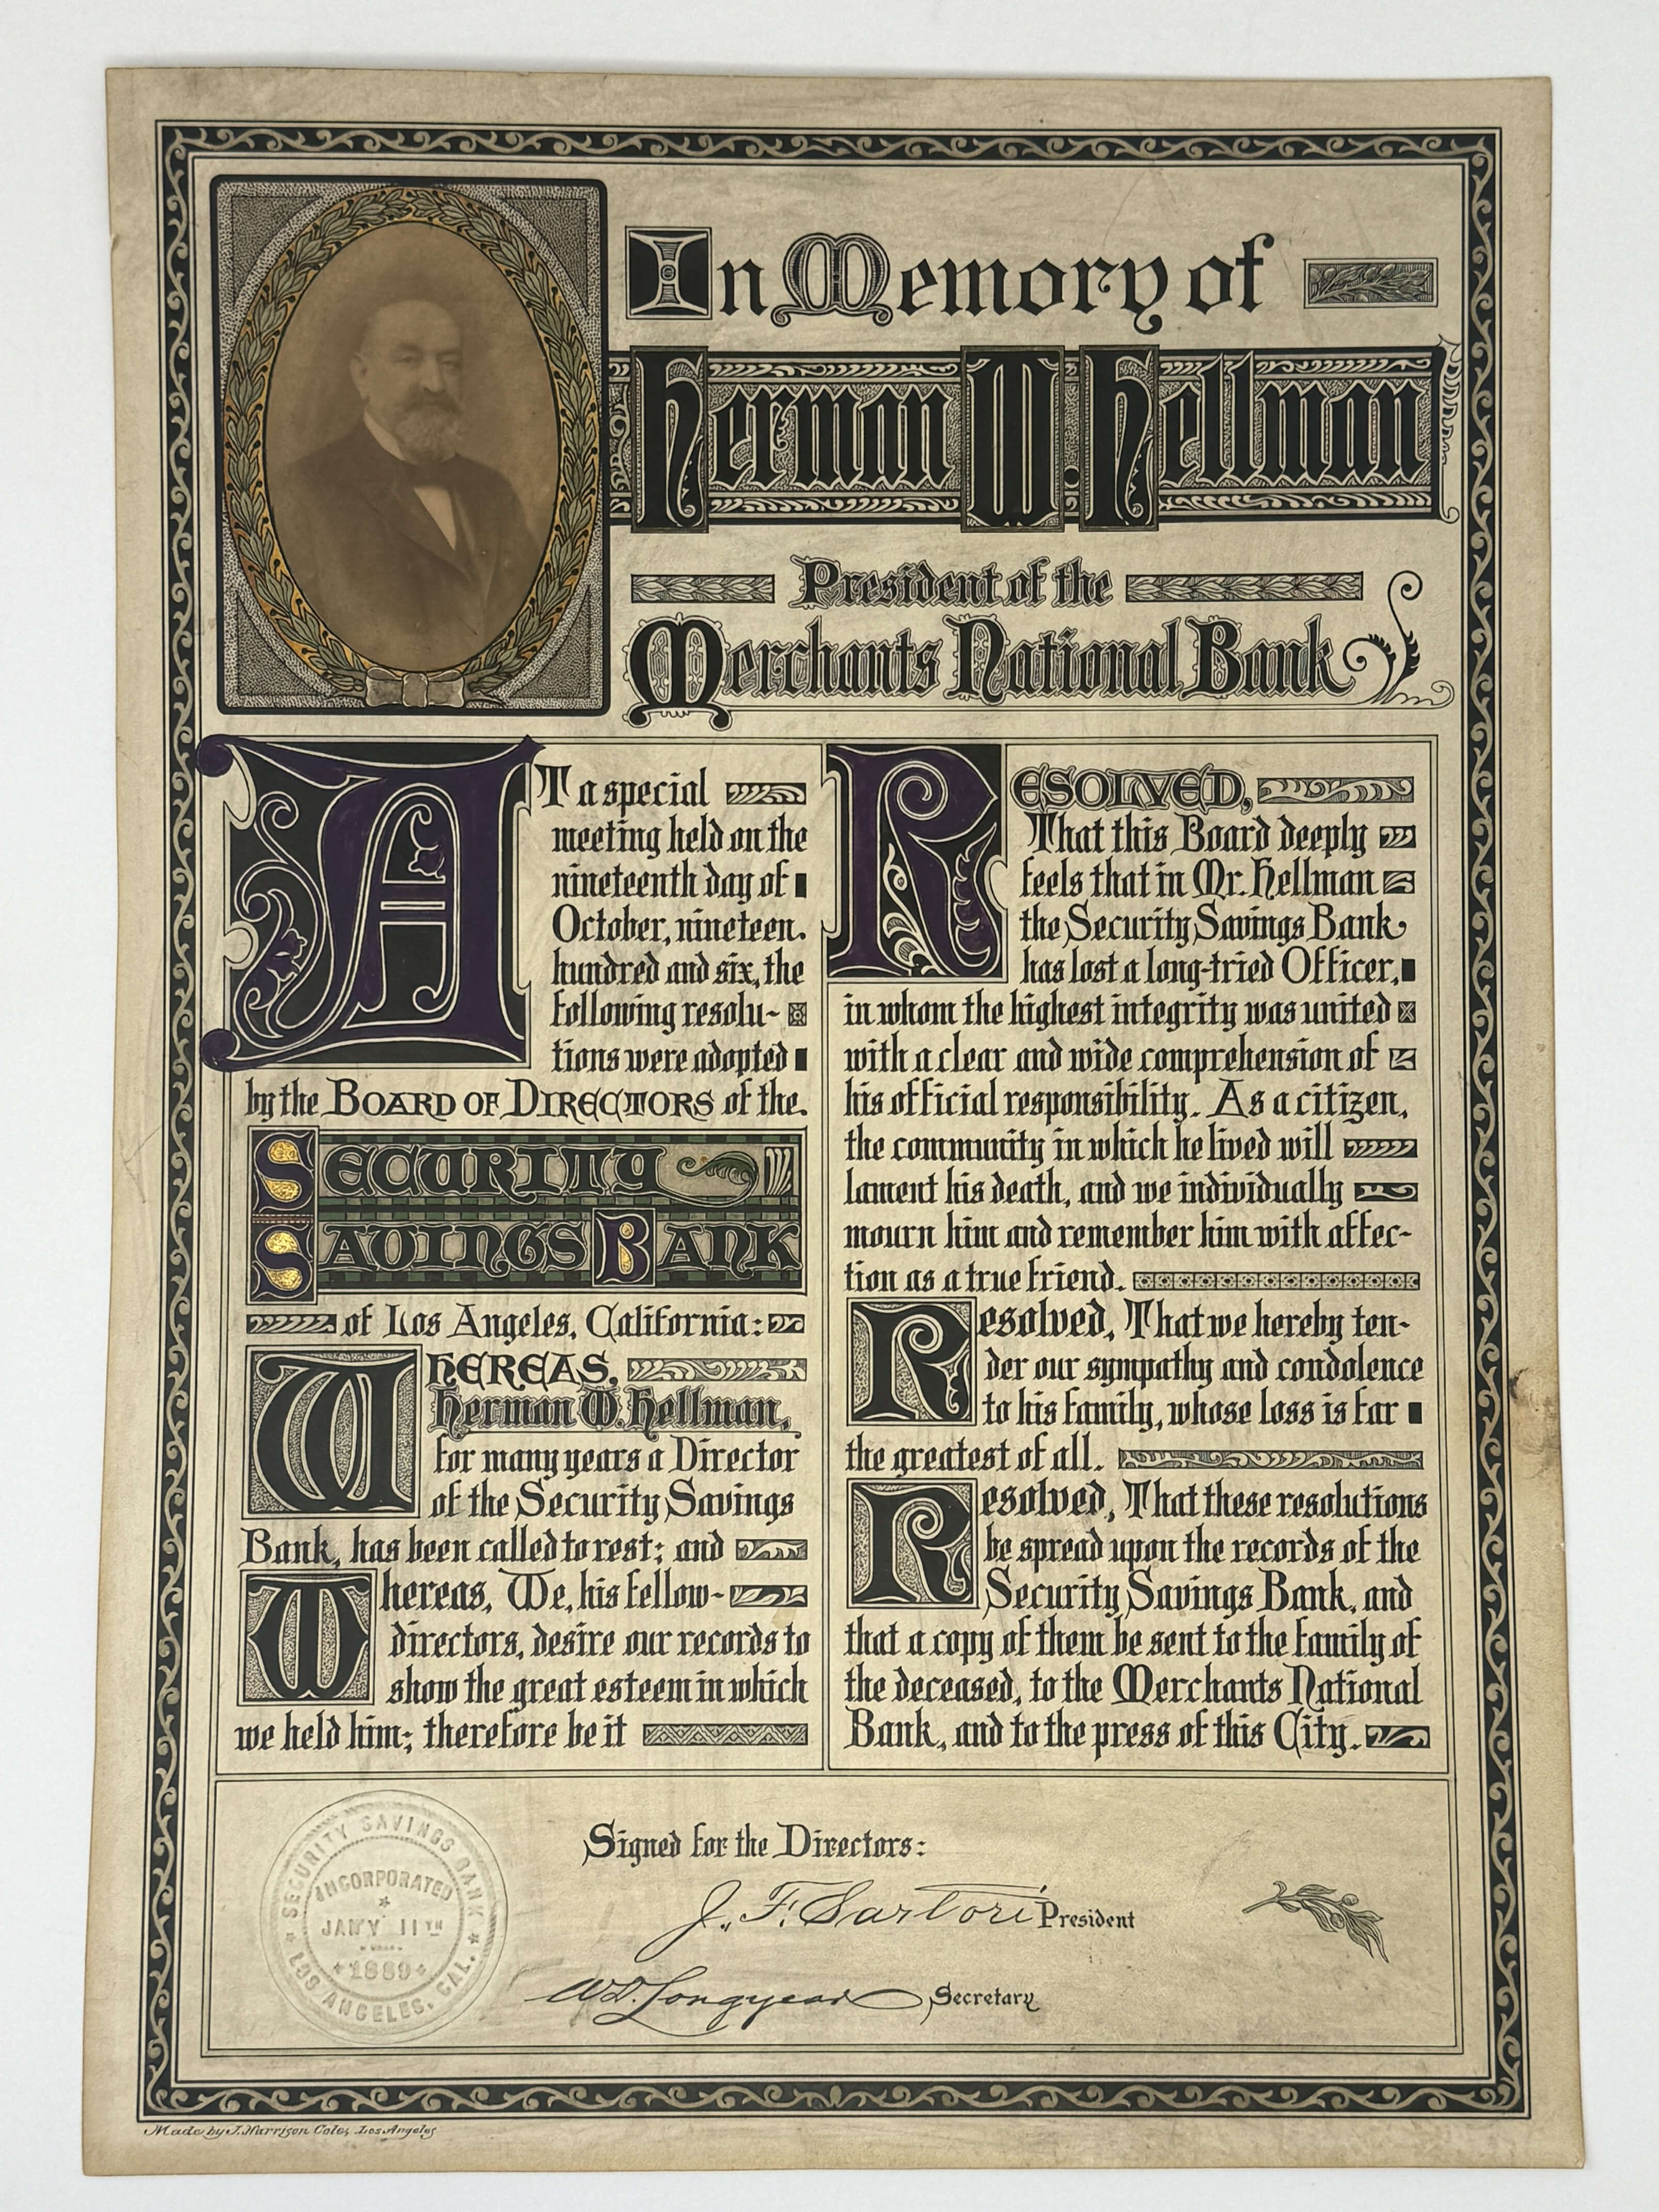 In Memory of
Herman W. Hellman
President of the
Merchants National Bank
AT a special
meeting held on the
nineteenth day of
October, nineteen
hundred and six, the
following resolu-
tions were adopted
by the BOARD OF DIRECTORS of the
SECURITY
SAVINGS BANK
of Los Angeles, California:
WHEREAS,
Herman W. Hellman,
for many years a Director
of the Security Savings
Bank, has been called to rest; and
Whereas, We, his fellow-
directors, desire our records to
show the great esteem in which
we held him; therefore be it
RESOLVED,
That this Board deeply
feels that in Mr. Hellman
the Security Savings Bank
has lost a long-tried Officer,
in whom the highest integrity was united
with a clear and wide comprehension of
his official responsibility. As a citizen,
the community in which he lived will
lament his death, and we individually
mourn him and remember him with affec-
tion as a true friend.
Resolved, That we hereby ten-
der our sympathy and condolence
to his family, whose loss is far
the greatest of all.
Resolved, That these resolutions
be spread upon the records of the
Security Savings Bank, and
that a copy of them be sent to the family of
the deceased, to the Merchants National
Bank, and to the press of this City.
SECURITY SAVINGS BANK
INCORPORATED
JAN'Y 11TH
1889
LOS ANGELES, CAL.
Signed for the Directors:
J. F. Sartori President
W. D. Longyear Secretary
Made by J. Harrison Coles, Los Angeles